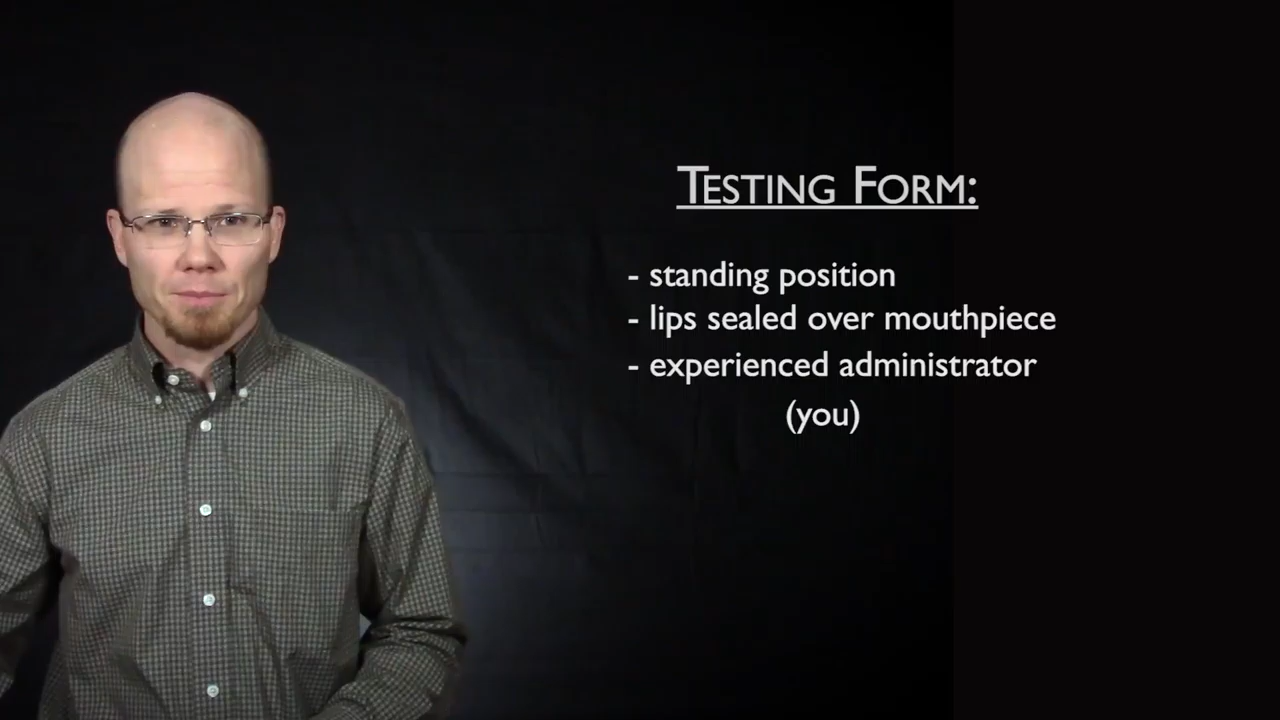 TESTING FORM:
- standing position
- lips sealed over mouthpiece
- experienced administrator
(you)